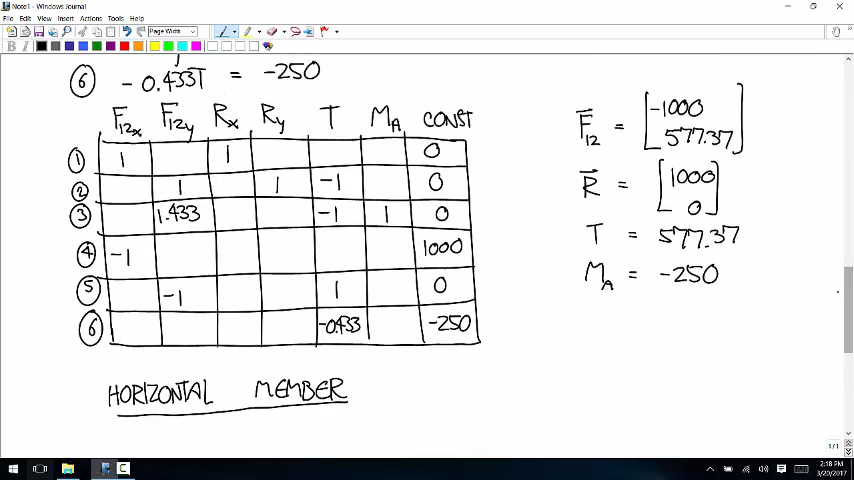 Note1 - Windows Journal
File Edit View Insert Actions Tools Help
Page Width
B I
⑥ - 0.433T = -250
F12x F12y Rx Ry T MA CONST
① 1 1 0
② 1 1 -1 0
③ 1.433 -1 1 0
④ -1 1000
⑤ -1 1 0
⑥ -0.433 -250
HORIZONTAL MEMBER
F12 = [-1000 577.37]
R = [1000 0]
T = 577.37
MA = -250
1/1
2:18 PM
3/20/2017